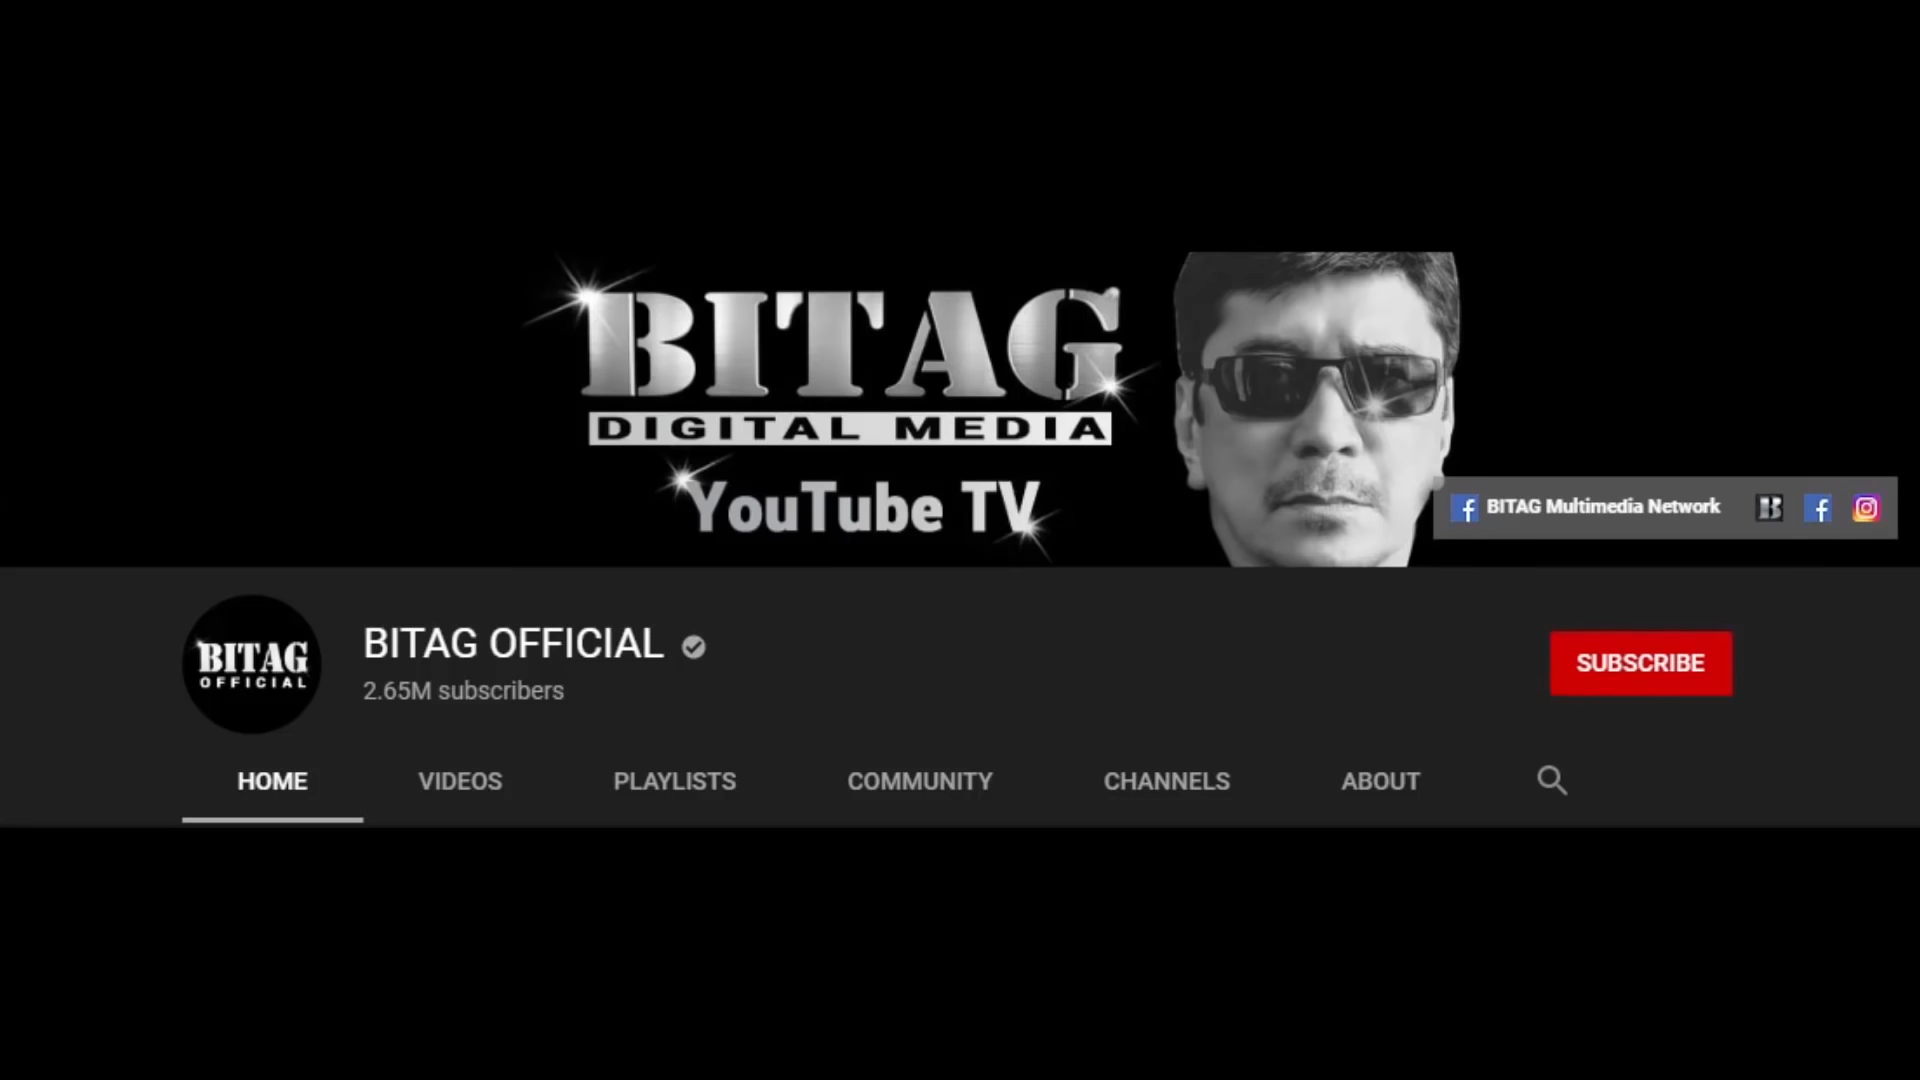 BITAG
DIGITAL MEDIA
YouTube TV
BITAG Multimedia Network
BITAG
OFFICIAL
BITAG OFFICIAL
2.65M subscribers
SUBSCRIBE
HOME VIDEOS PLAYLISTS COMMUNITY CHANNELS ABOUT